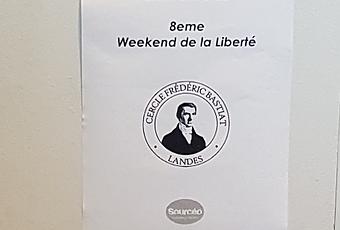 8eme
Weekend de la Liberté
CERCLE FRÉDÉRIC BASTIAT
• LANDES •
Sourcéo